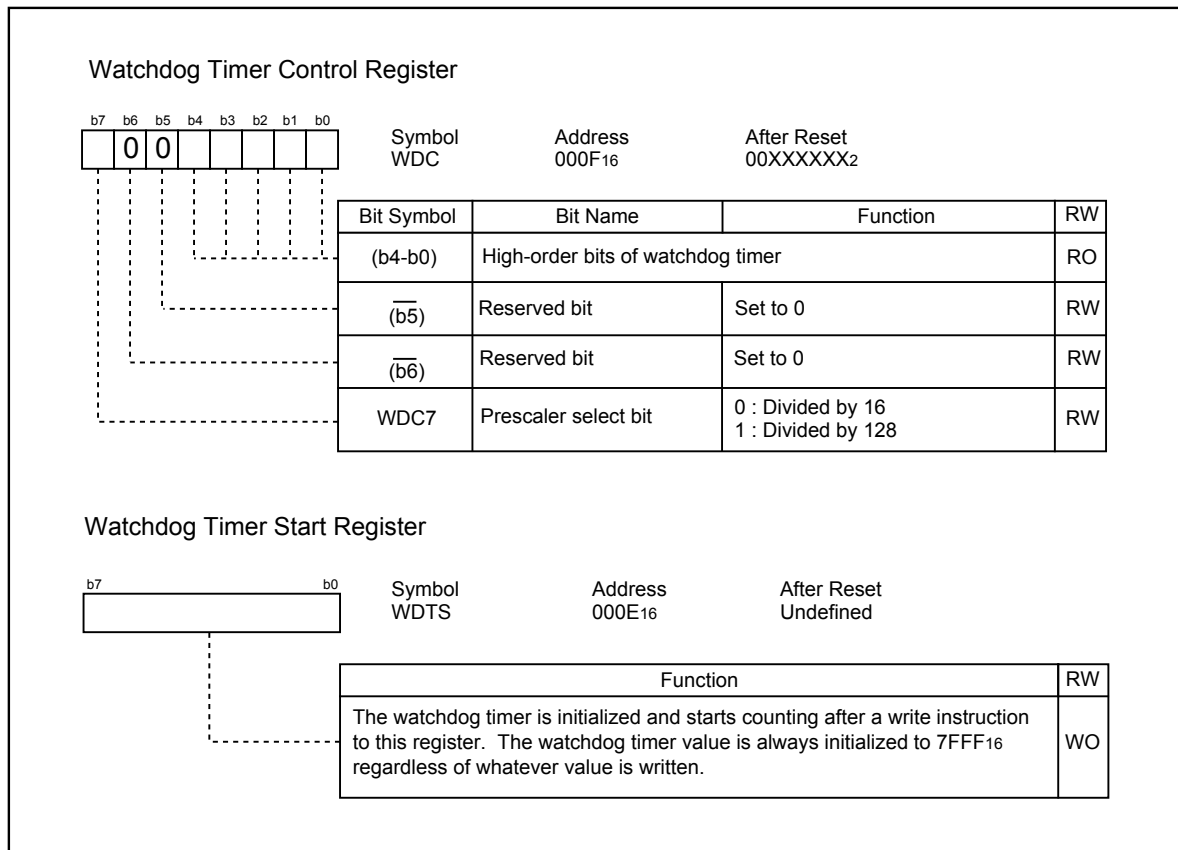 Watchdog Timer Control Register
b7 b6 b5 b4 b3 b2 b1 b0
0 0
Symbol Address After Reset
WDC 000F16 00XXXXXX2
Bit Symbol Bit Name Function RW
(b4-b0) High-order bits of watchdog timer RO
(b5) Reserved bit Set to 0 RW
(b6) Reserved bit Set to 0 RW
WDC7 Prescaler select bit 0 : Divided by 16 RW
1 : Divided by 128
Watchdog Timer Start Register
b7 b0
Symbol Address After Reset
WDTS 000E16 Undefined
Function RW
The watchdog timer is initialized and starts counting after a write instruction
to this register. The watchdog timer value is always initialized to 7FFF16 WO
regardless of whatever value is written.